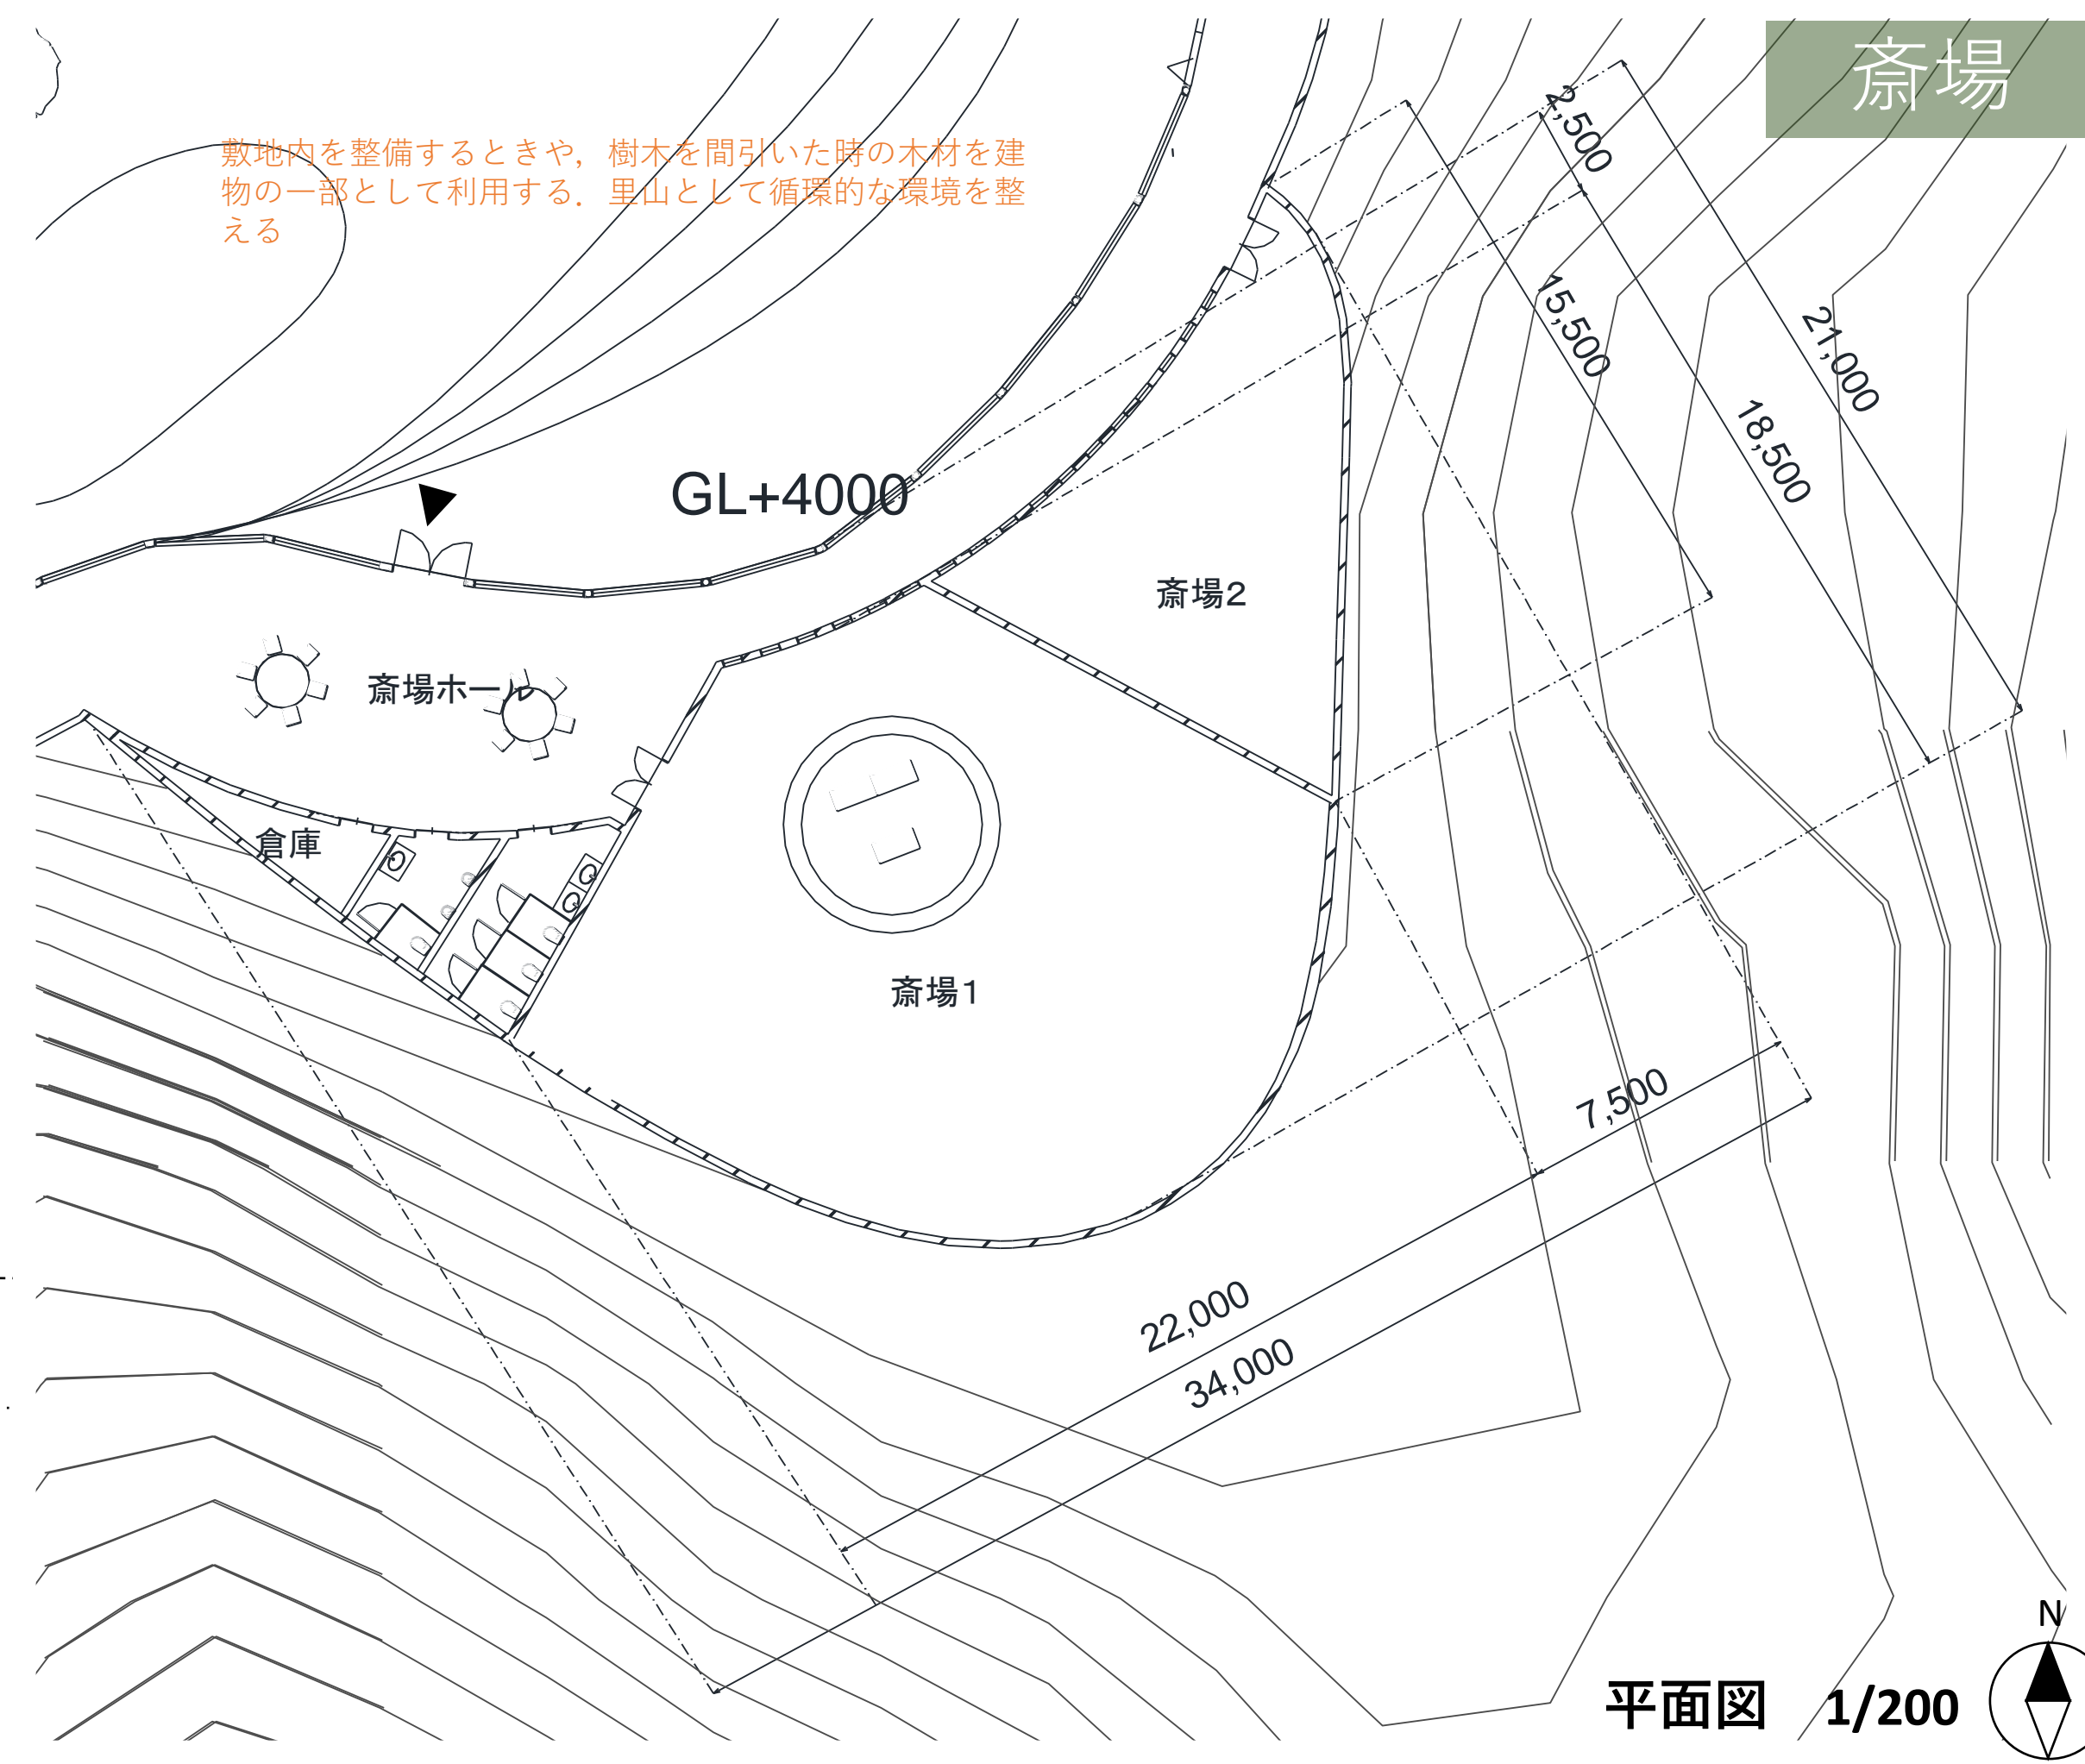 斎場
敷地内を整備するときや，樹木を間引いた時の木材を建
物の一部として利用する．里山として循環的な環境を整
える
2,500
15,500
21,000
18,500
GL+4000
斎場2
斎場ホール
倉庫
斎場1
7,500
22,000
34,000
N
平面図 1/200